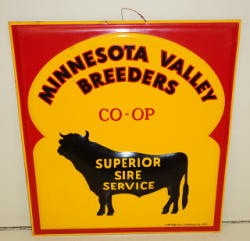 MINNESOTA VALLEY
BREEDERS
CO-OP
SUPERIOR
SIRE
SERVICE